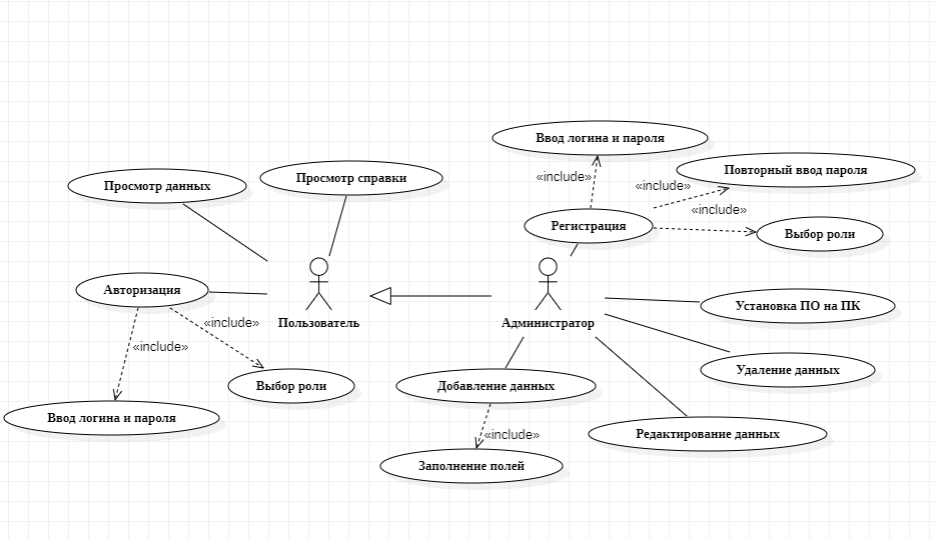 Ввод логина и пароля
«include»
Повторный ввод пароля
«include»
Просмотр справки
Просмотр данных
«include»
Регистрация
Выбор роли
Авторизация
Установка ПО на ПК
Пользователь
«include»
Администратор
«include»
Удаление данных
Выбор роли
Добавление данных
Ввод логина и пароля
«include»
Редактирование данных
Заполнение полей